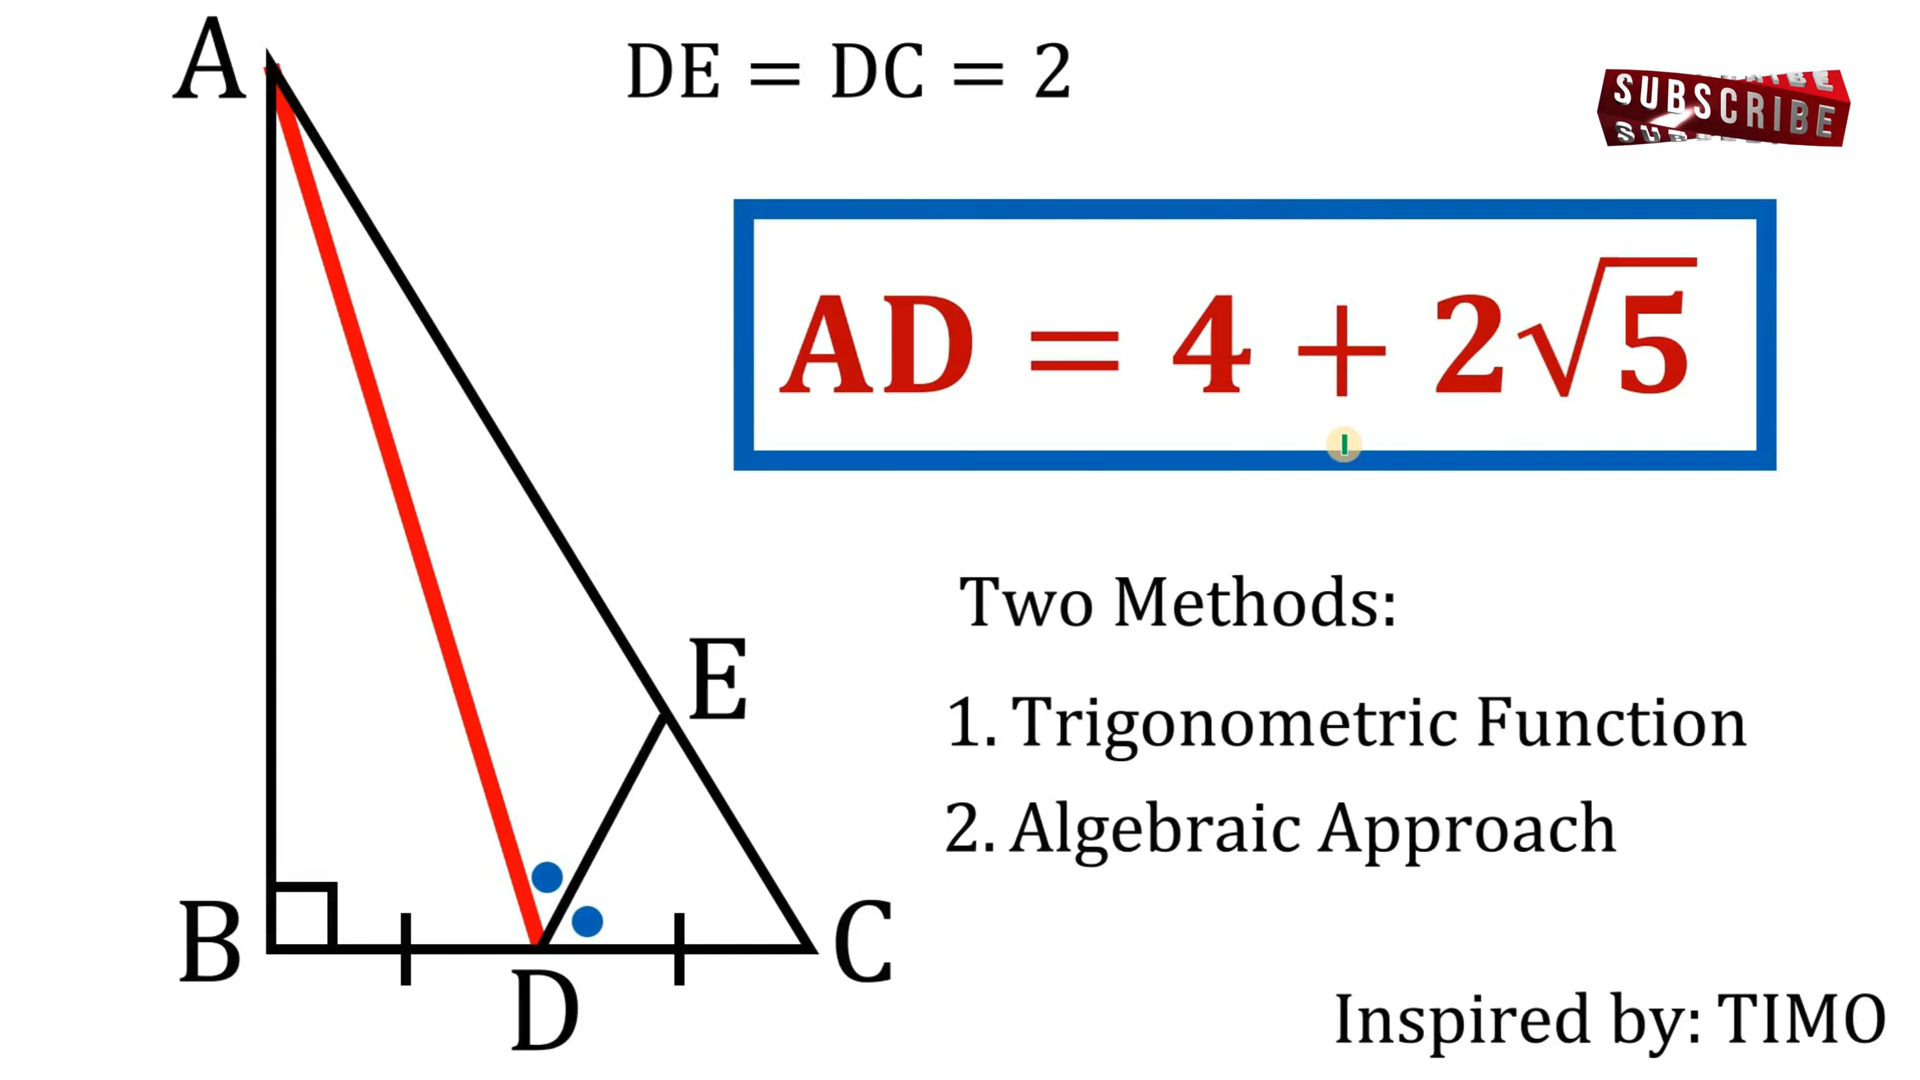 A
DE = DC = 2
SUBSCRIBE
AD = 4 + 2√5
Two Methods:
E
1. Trigonometric Function
2. Algebraic Approach
B
C
D
Inspired by: TIMO